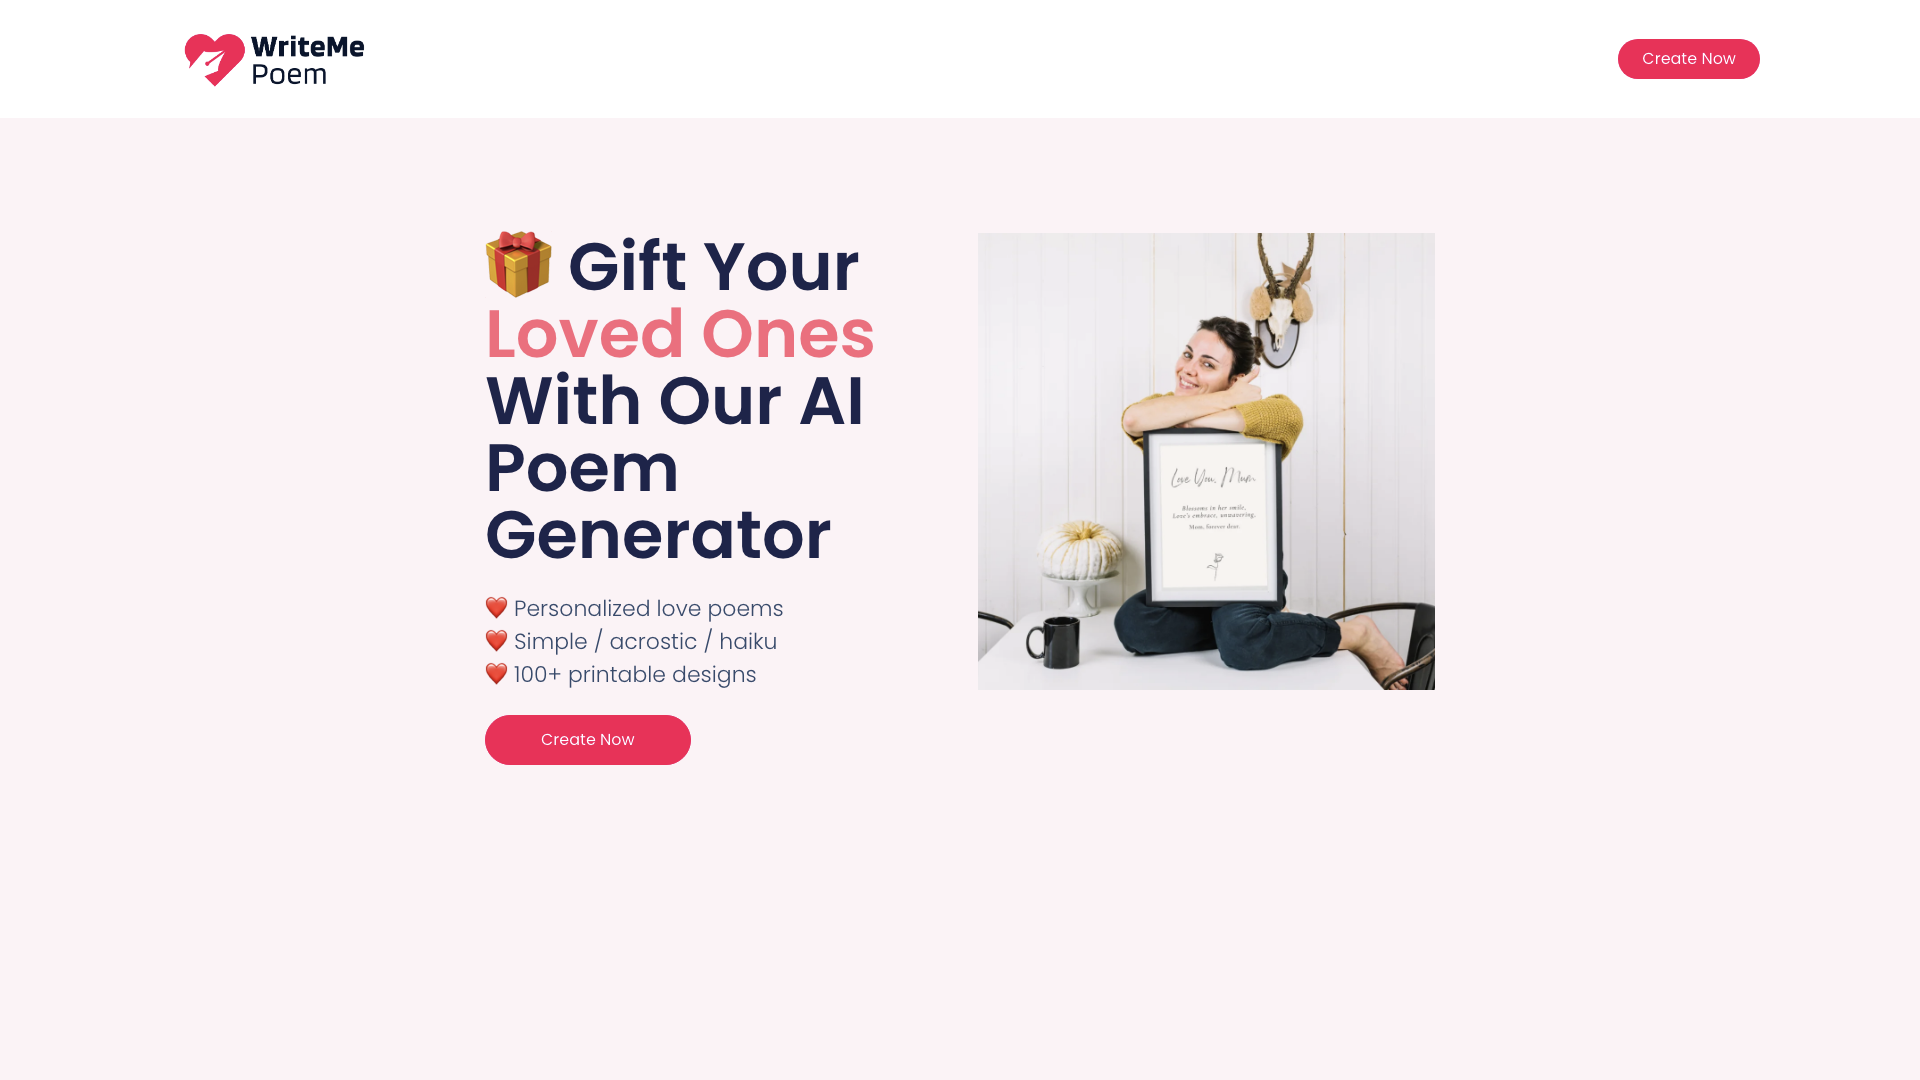 WriteMe
Poem
Create Now
Gift Your
Loved Ones
With Our AI
Poem
Generator
Personalized love poems
Simple / acrostic / haiku
100+ printable designs
Create Now
Love You, Mum
Blossoms in her smile,
Love's embrace, unwavering,
Mom, forever dear.